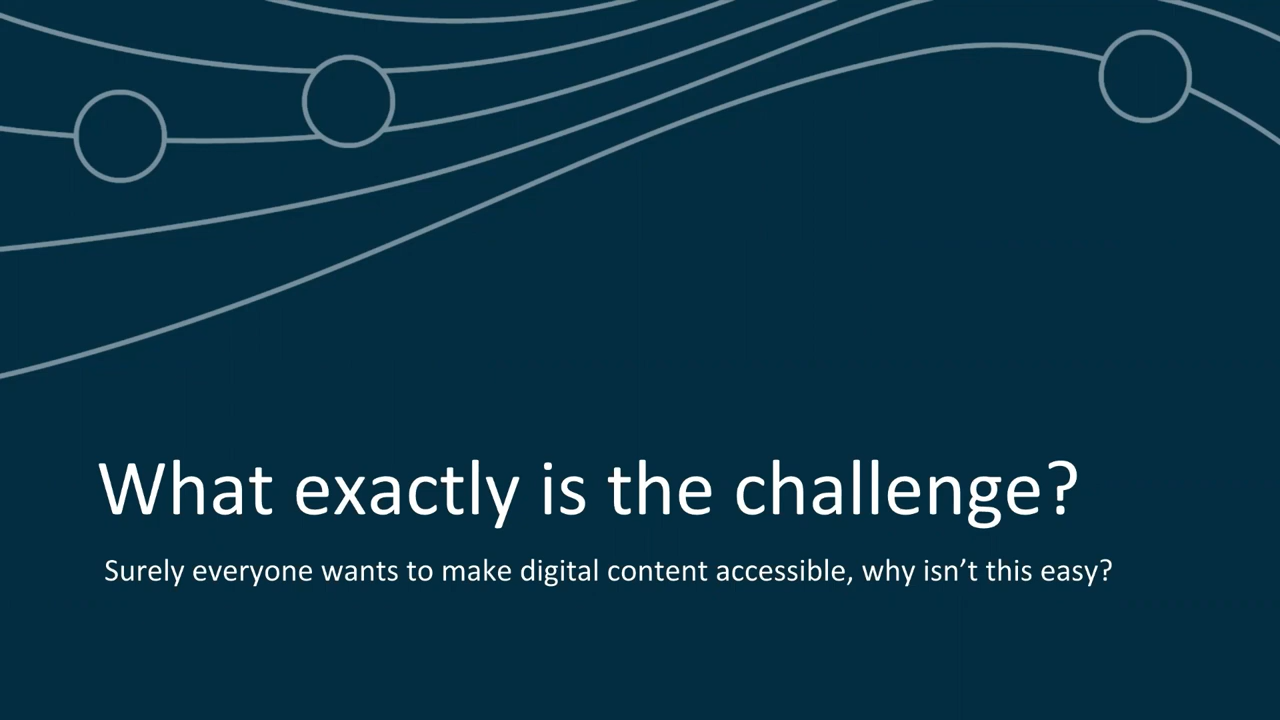 What exactly is the challenge?
Surely everyone wants to make digital content accessible, why isn’t this easy?